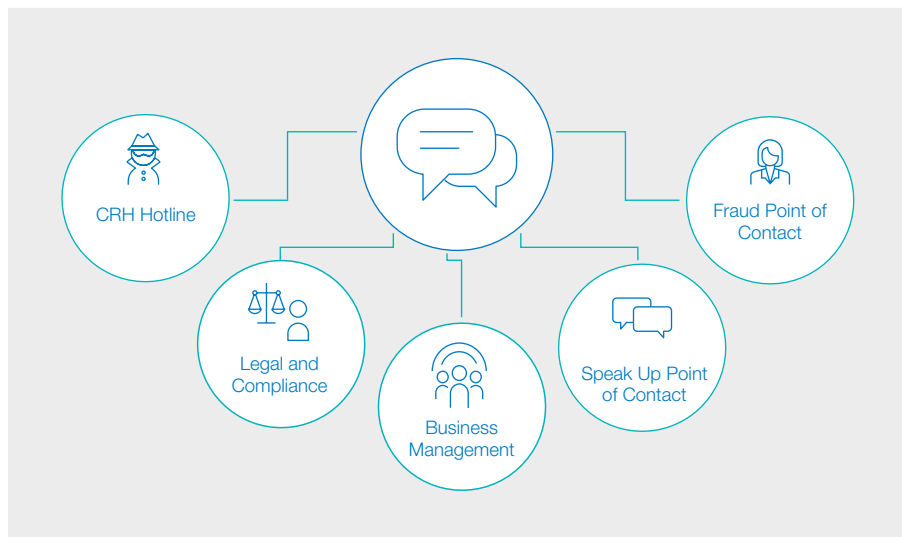 CRH Hotline
Legal and
Compliance
Business
Management
Speak Up Point
of Contact
Fraud Point of
Contact